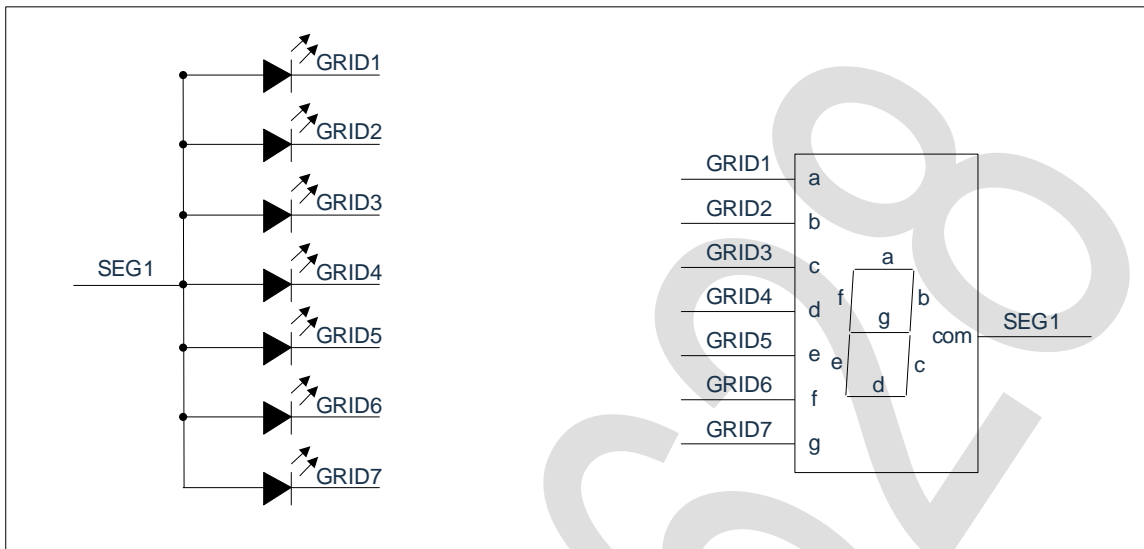 GRID1
GRID2
GRID3
SEG1
GRID4
GRID5
GRID6
GRID7
GRID1
a
GRID2
b
GRID3
c
GRID4
d
GRID5
e
GRID6
f
GRID7
g
a
f
b
g
e
c
d
com
SEG1